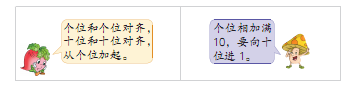 个位和个位对齐，
十位和十位对齐，
从个位加起。
个位相加满
10，要向十
位进 1。